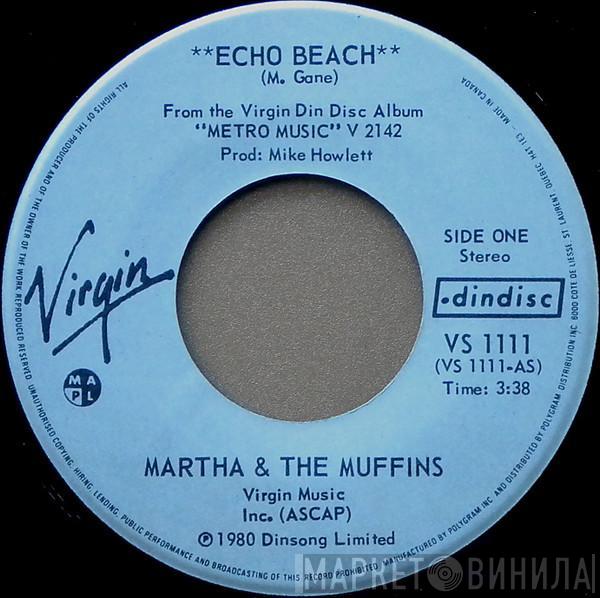 **ECHO BEACH**
(M. Gane)
From the Virgin Din Disc Album
"METRO MUSIC" V 2142
Prod: Mike Howlett
Virgin
SIDE ONE
Stereo
.dindisc
VS 1111
(VS 1111-AS)
Time: 3:38
M A P L
MARTHA & THE MUFFINS
Virgin Music
Inc. (ASCAP)
℗ 1980 Dinsong Limited
ALL RIGHTS OF THE PRODUCER AND OF THE OWNER OF THE WORK REPRODUCED RESERVED. UNAUTHORISED COPYING, HIRING, LENDING, PUBLIC PERFORMANCE AND BROADCASTING OF THIS RECORD PROHIBITED. MANUFACTURED BY POLYGRAM INC. AND DISTRIBUTED BY POLYGRAM DISTRIBUTION INC. 6000 COTE DE LIESSE, ST. LAURENT, QUEBEC H4T 1E3 - MADE IN CANADA
МАРКЕТ ВИНИЛА